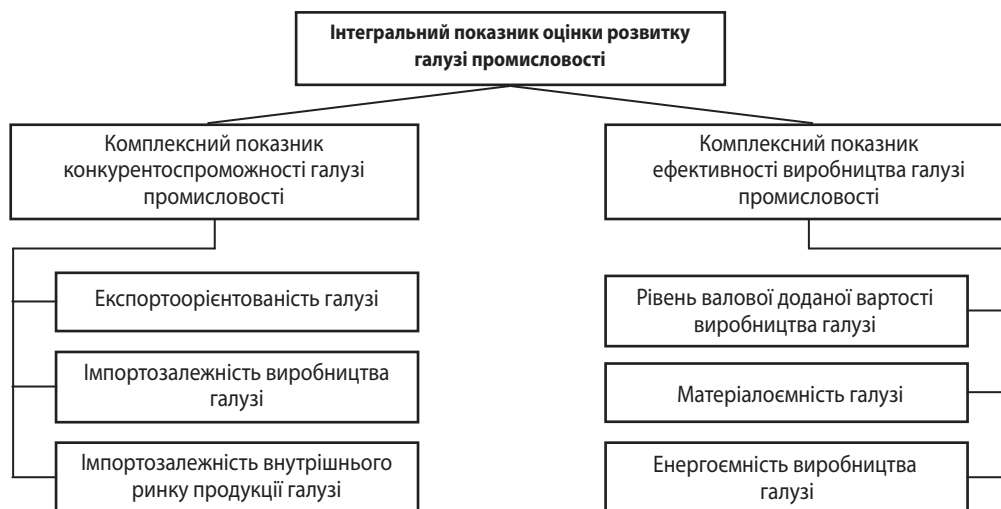 Інтегральний показник оцінки розвитку
галузі промисловості
Комплексний показник
конкурентоспроможності галузі
промисловості
Експортоорієнтованість галузі
Імпортозалежність виробництва
галузі
Імпортозалежність внутрішнього
ринку продукції галузі
Комплексний показник
ефективності виробництва галузі
промисловості
Рівень валової доданої вартості
виробництва галузі
Матеріалоємність галузі
Енергоємність виробництва
галузі